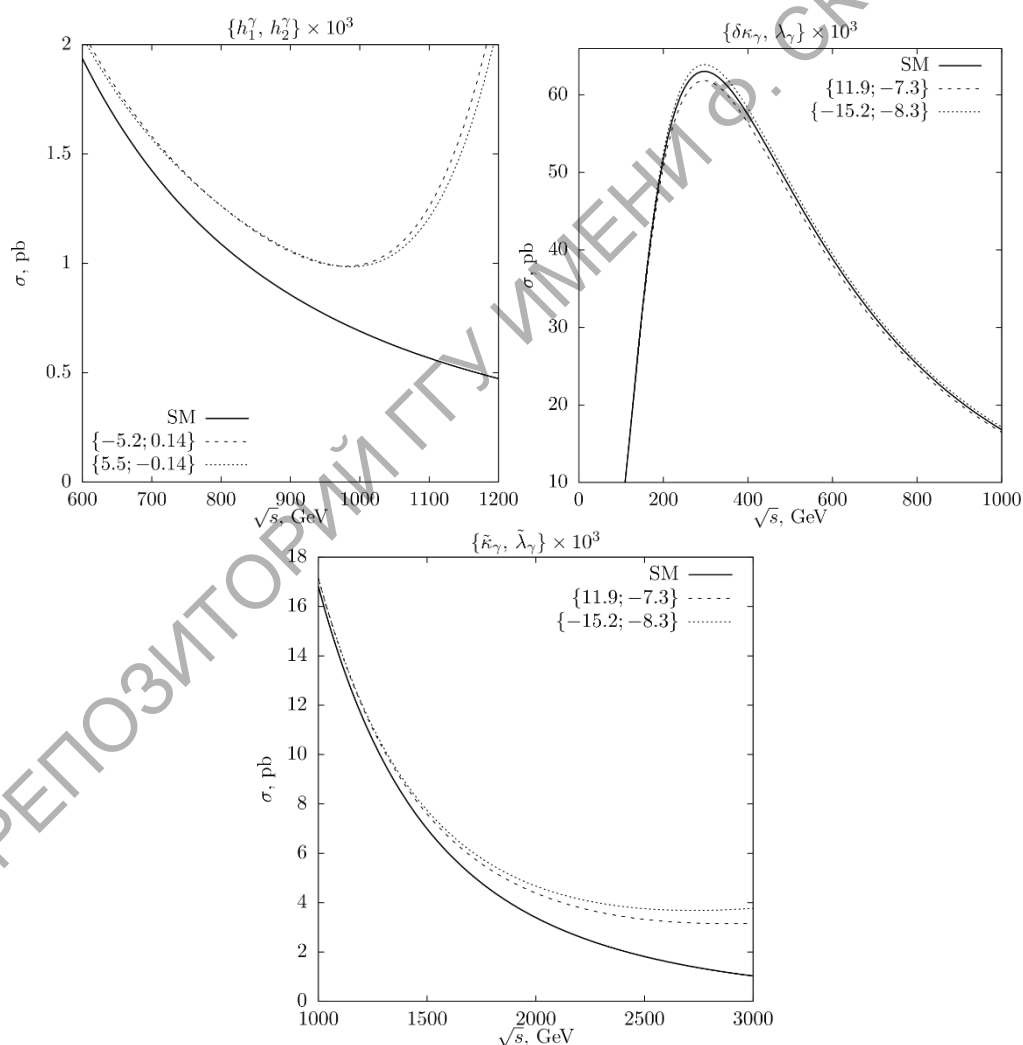 {h₁^γ, h₂^γ} × 10³
2
1.5
1
0.5
0
σ, pb
SM
{−5.2; 0.14}
{5.5; −0.14}
600 700 800 900 1000 1100 1200
√s, GeV
{δκ_γ, λ_γ} × 10³
SM
{11.9; −7.3}
{−15.2; −8.3}
60
50
40
30
20
10
σ, pb
0 200 400 600 800 1000
√s, GeV
{κ̃_γ, λ̃_γ} × 10³
SM
{11.9; −7.3}
{−15.2; −8.3}
18
16
14
12
10
8
6
4
2
0
σ, pb
1000 1500 2000 2500 3000
√s, GeV
РЕПОЗИТОРИЙ ГГУ ИМЕНИ Ф.